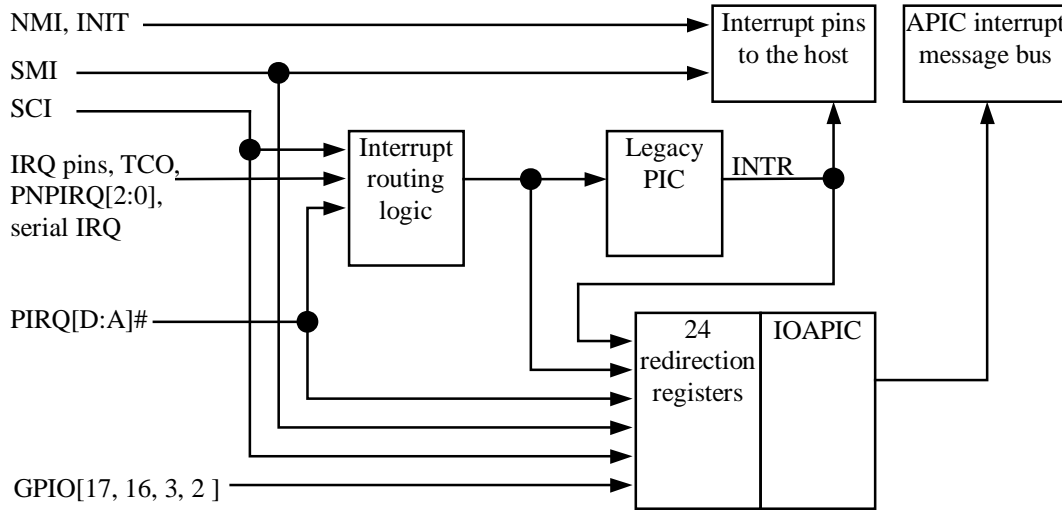 NMI, INIT
SMI
SCI
IRQ pins, TCO,
PNPIRQ[2:0],
serial IRQ
PIRQ[D:A]#
GPIO[17, 16, 3, 2 ]
Interrupt
routing
logic
Legacy
PIC
INTR
Interrupt pins
to the host
APIC interrupt
message bus
24
redirection
registers
IOAPIC